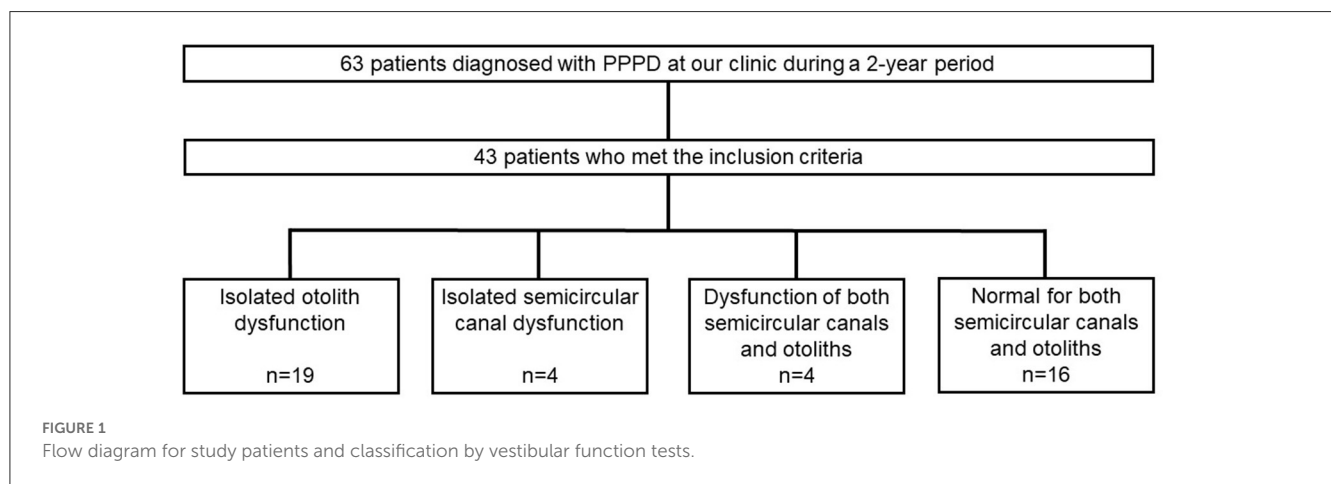 63 patients diagnosed with PPPD at our clinic during a 2-year period
43 patients who met the inclusion criteria
Isolated otolith
dysfunction
n=19
Isolated semicircular
canal dysfunction
n=4
Dysfunction of both
semicircular canals
and otoliths
n=4
Normal for both
semicircular canals
and otoliths
n=16
FIGURE 1
Flow diagram for study patients and classification by vestibular function tests.